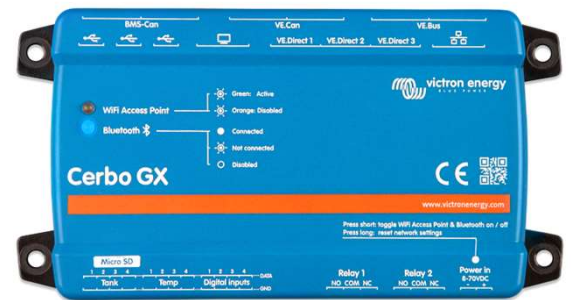 BMS-Can VE.Can VE.Bus
VE.Direct 1 VE.Direct 2 VE.Direct 3
victron energy
BLUE POWER
WiFi Access Point
Green: Active
Orange: Disabled
Bluetooth
Connected
Not connected
Disabled
Cerbo GX
CE
www.victronenergy.com
Press short: toggle WiFi Access Point & Bluetooth on / off
Press long: reset network settings
Micro SD
1 2 3 4 1 2 3 4 1 2 3 4 DATA
Tank Temp Digital inputs GND
Relay 1 Relay 2 Power in
NO COM NC NO COM NC 8-70VDC
- +